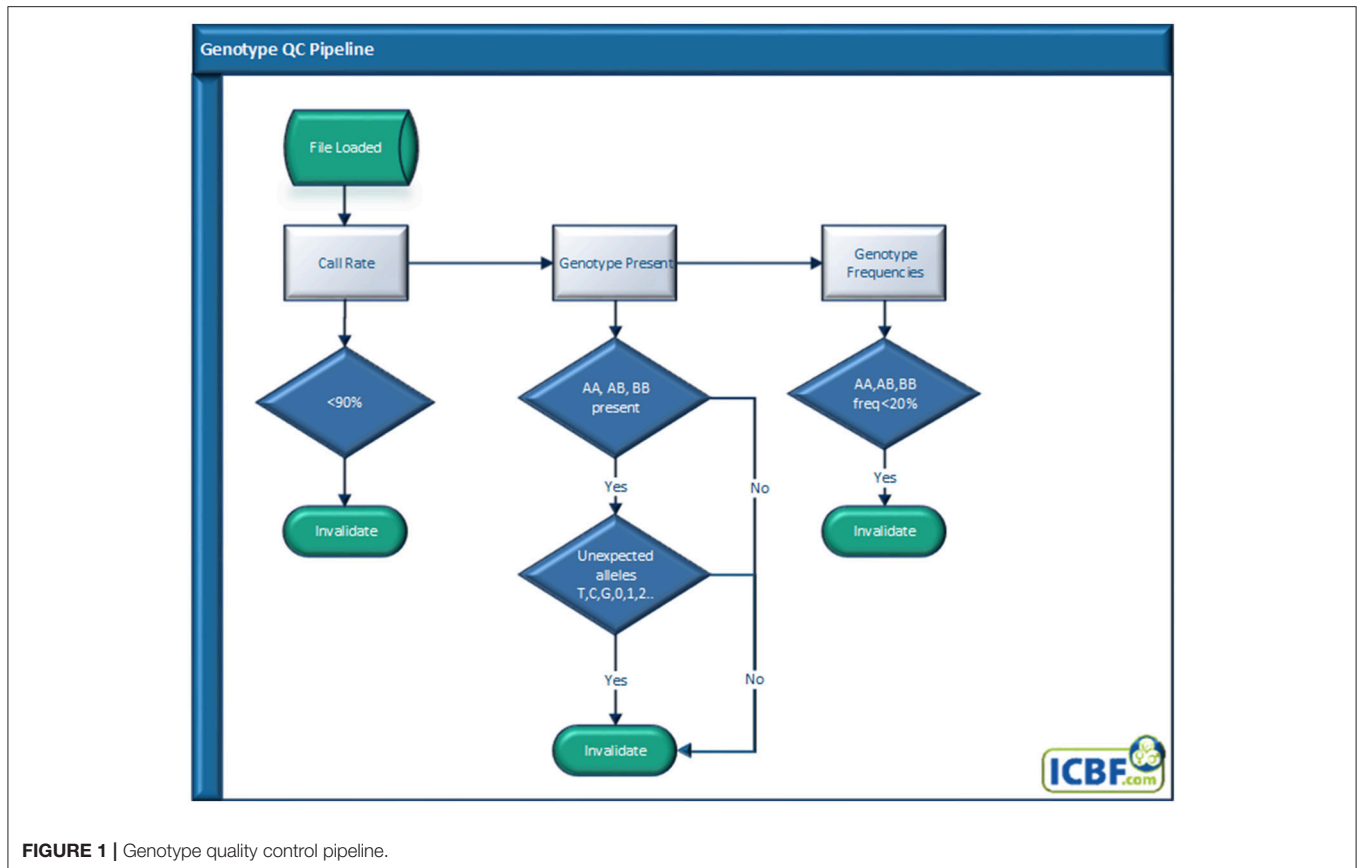 Genotype QC Pipeline
File Loaded
Call Rate
Genotype Present
Genotype
Frequencies
<90%
AA, AB, BB
present
AA,AB,BB
freq<20%
Yes
No
Yes
Invalidate
Unexpected
alleles
T,C,G,0,1,2..
Invalidate
Yes
No
Invalidate
ICBF.com
FIGURE 1 | Genotype quality control pipeline.